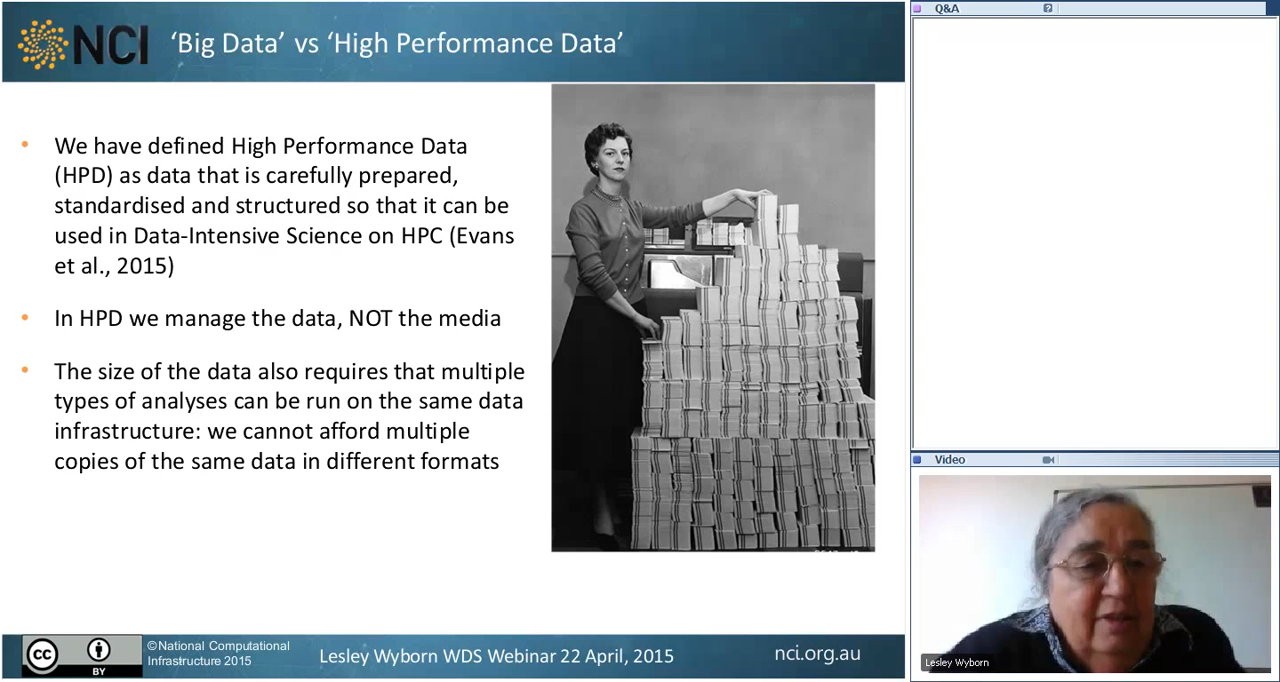 NCI
‘Big Data’ vs ‘High Performance Data’
• We have defined High Performance Data
(HPD) as data that is carefully prepared,
standardised and structured so that it can be
used in Data-Intensive Science on HPC (Evans
et al., 2015)
• In HPD we manage the data, NOT the media
• The size of the data also requires that multiple
types of analyses can be run on the same data
infrastructure: we cannot afford multiple
copies of the same data in different formats
cc
BY
©National Computational
Infrastructure 2015
Lesley Wyborn WDS Webinar 22 April, 2015
nci.org.au
Q&A
?
Video
Lesley Wyborn